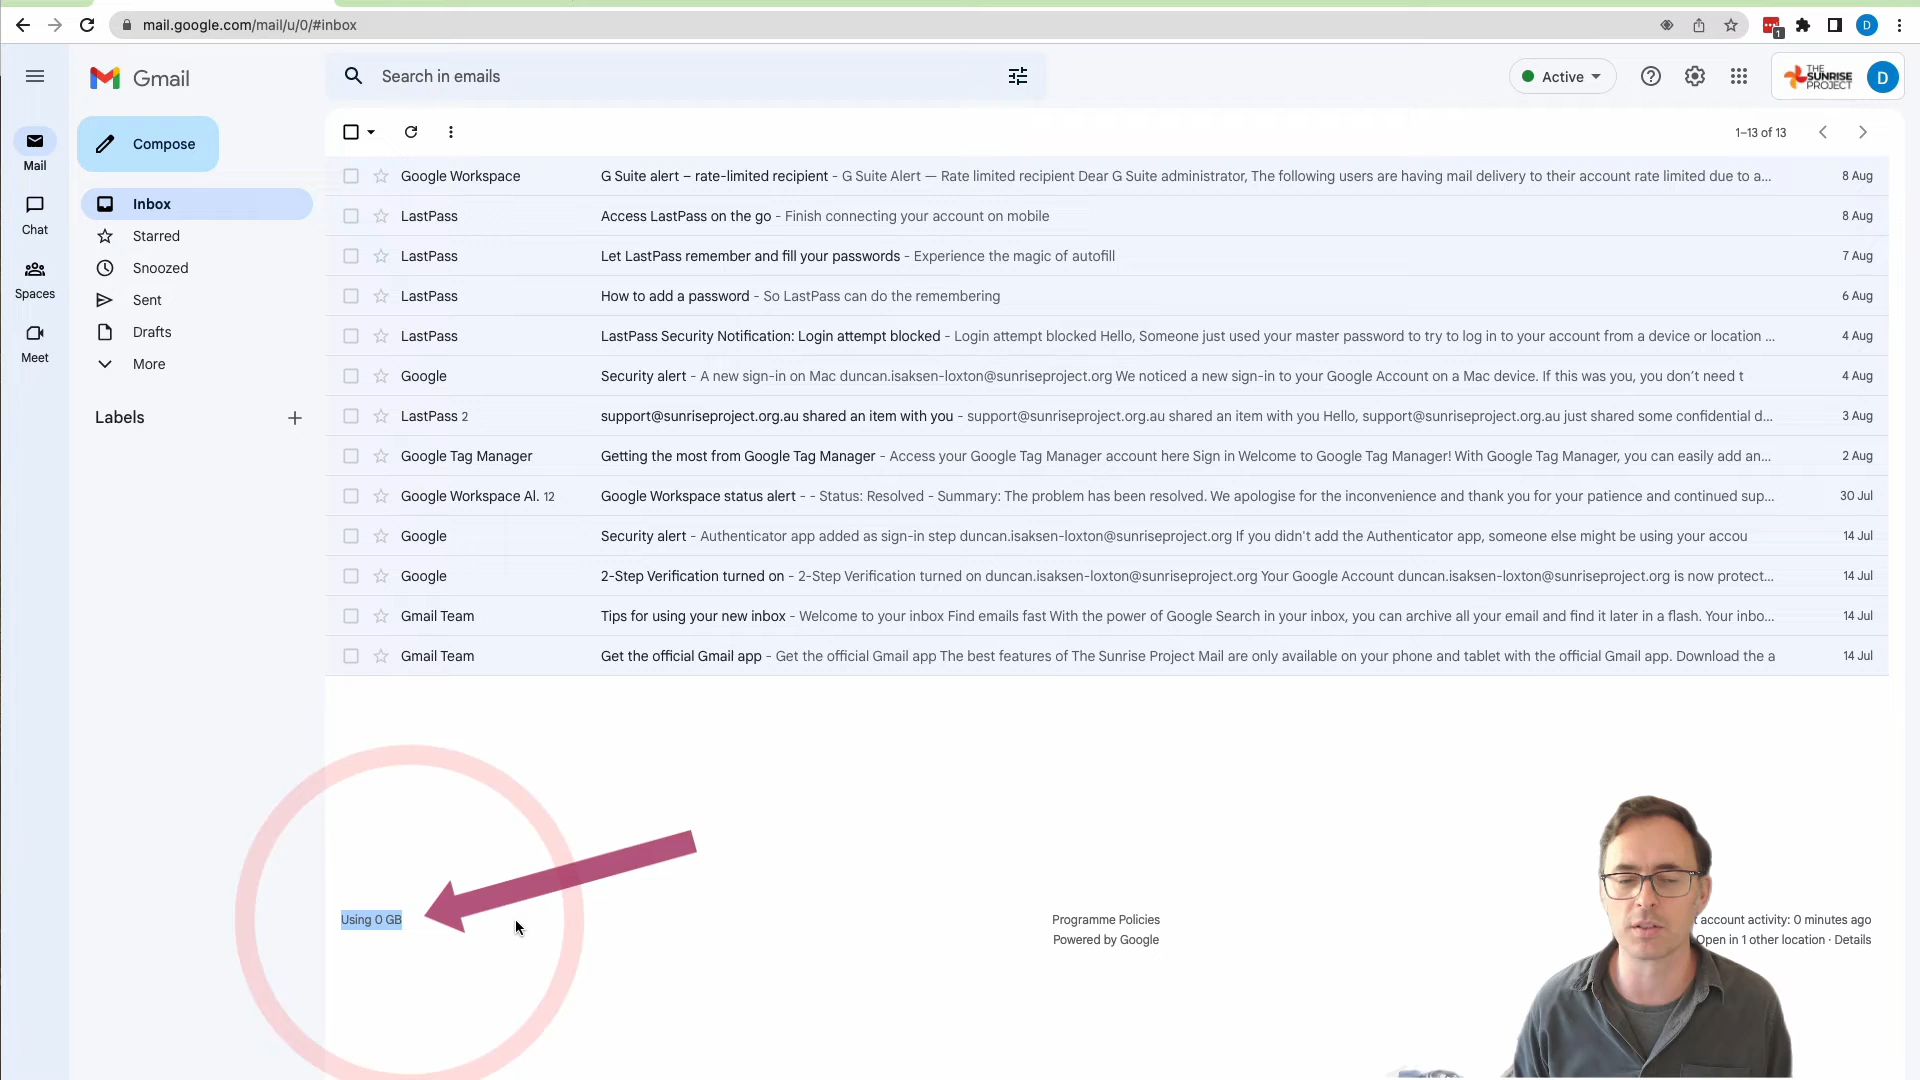 mail.google.com/mail/u/0/#inbox
1
D
Gmail
Search in emails
Active
THE SUNRISE PROJECT
D
Mail
Chat
Spaces
Meet
Compose
Inbox
Starred
Snoozed
Sent
Drafts
More
Labels
1–13 of 13
Google Workspace G Suite alert – rate-limited recipient - G Suite Alert — Rate limited recipient Dear G Suite administrator, The following users are having mail delivery to their account rate limited due to a... 8 Aug
LastPass Access LastPass on the go - Finish connecting your account on mobile 8 Aug
LastPass Let LastPass remember and fill your passwords - Experience the magic of autofill 7 Aug
LastPass How to add a password - So LastPass can do the remembering 6 Aug
LastPass LastPass Security Notification: Login attempt blocked - Login attempt blocked Hello, Someone just used your master password to try to log in to your account from a device or location ... 4 Aug
Google Security alert - A new sign-in on Mac duncan.isaksen-loxton@sunriseproject.org We noticed a new sign-in to your Google Account on a Mac device. If this was you, you don't need t 4 Aug
LastPass 2 support@sunriseproject.org.au shared an item with you - support@sunriseproject.org.au shared an item with you Hello, support@sunriseproject.org.au just shared some confidential d... 3 Aug
Google Tag Manager Getting the most from Google Tag Manager - Access your Google Tag Manager account here Sign in Welcome to Google Tag Manager! With Google Tag Manager, you can easily add an... 2 Aug
Google Workspace Al. 12 Google Workspace status alert - - Status: Resolved - Summary: The problem has been resolved. We apologise for the inconvenience and thank you for your patience and continued sup... 30 Jul
Google Security alert - Authenticator app added as sign-in step duncan.isaksen-loxton@sunriseproject.org If you didn't add the Authenticator app, someone else might be using your accou 14 Jul
Google 2-Step Verification turned on - 2-Step Verification turned on duncan.isaksen-loxton@sunriseproject.org Your Google Account duncan.isaksen-loxton@sunriseproject.org is now protect... 14 Jul
Gmail Team Tips for using your new inbox - Welcome to your inbox Find emails fast With the power of Google Search in your inbox, you can archive all your email and find it later in a flash. Your inbo... 14 Jul
Gmail Team Get the official Gmail app - Get the official Gmail app The best features of The Sunrise Project Mail are only available on your phone and tablet with the official Gmail app. Download the a 14 Jul
Using 0 GB
Programme Policies
Powered by Google
account activity: 0 minutes ago
Open in 1 other location · Details